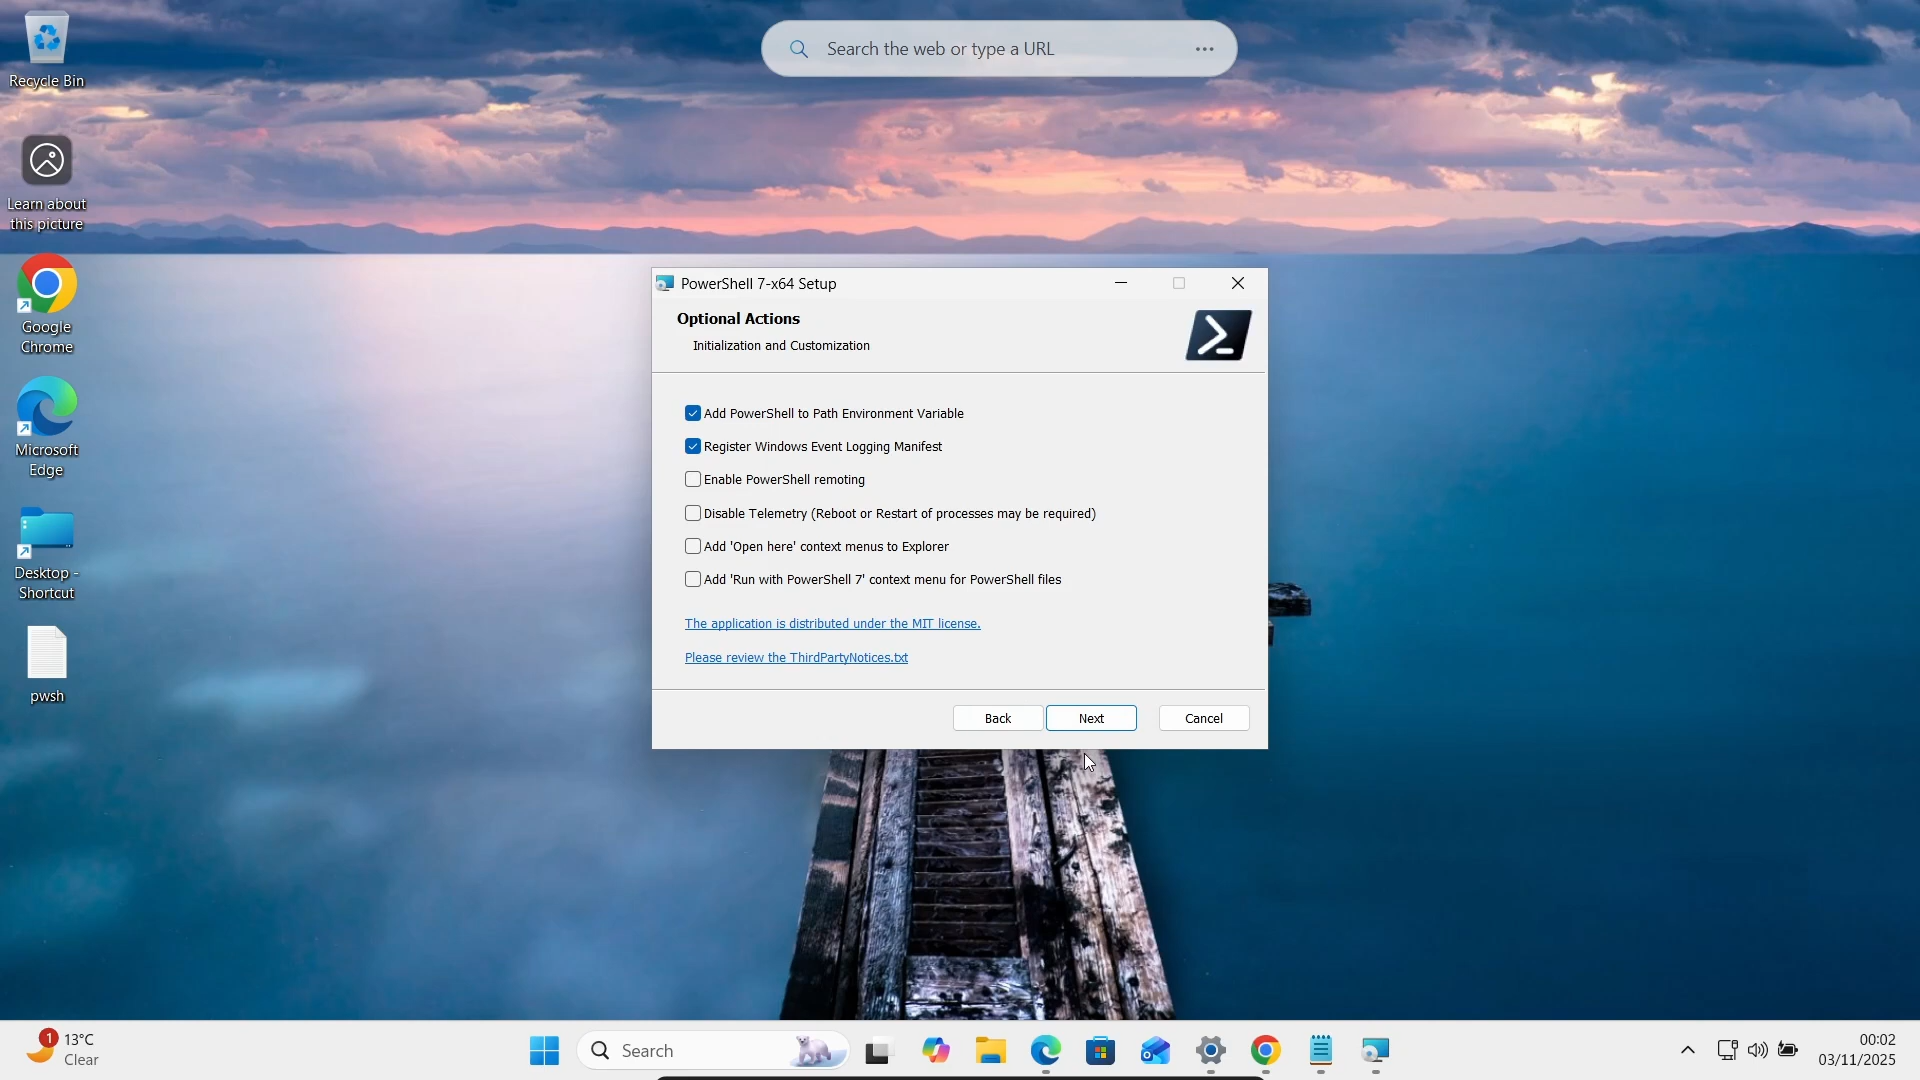 Recycle Bin
Learn about
this picture
Google
Chrome
Microsoft
Edge
Desktop -
Shortcut
pwsh
Search the web or type a URL
PowerShell 7-x64 Setup
Optional Actions
Initialization and Customization
Add PowerShell to Path Environment Variable
Register Windows Event Logging Manifest
Enable PowerShell remoting
Disable Telemetry (Reboot or Restart of processes may be required)
Add 'Open here' context menus to Explorer
Add 'Run with PowerShell 7' context menu for PowerShell files
The application is distributed under the MIT license.
Please review the ThirdPartyNotices.txt
Back
Next
Cancel
1
13°C
Clear
Search
00:02
03/11/2025